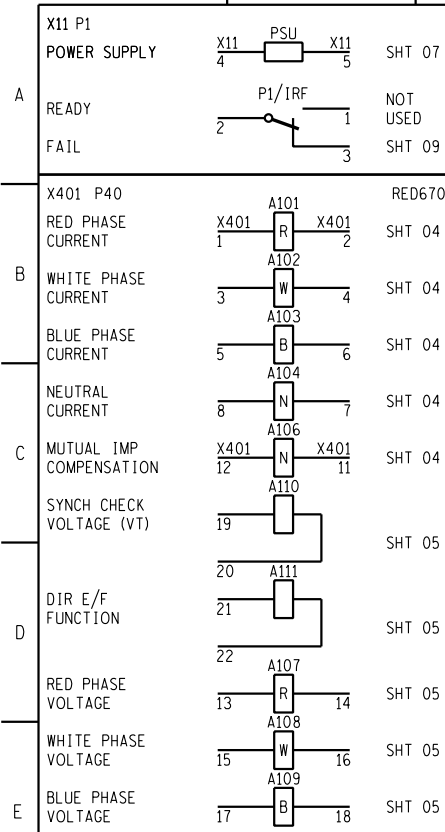 X11 P1
POWER SUPPLY X11 PSU X11 SHT 07
4 5
A
READY P1/IRF NOT
2 1 USED
FAIL 3 SHT 09
X401 P40 RED670
RED PHASE X401 A101 X401
CURRENT 1 R 2 SHT 04
B
WHITE PHASE A102
CURRENT 3 W 4 SHT 04
BLUE PHASE A103
CURRENT 5 B 6 SHT 04
NEUTRAL A104
CURRENT 8 N 7 SHT 04
C
MUTUAL IMP X401 A106 X401
COMPENSATION 12 N 11 SHT 04
SYNCH CHECK A110
VOLTAGE (VT) 19
SHT 05
20
DIR E/F A111
FUNCTION 21
D
SHT 05
22
RED PHASE A107
VOLTAGE 13 R 14 SHT 05
WHITE PHASE A108
VOLTAGE 15 W 16 SHT 05
E
BLUE PHASE A109
VOLTAGE 17 B 18 SHT 05